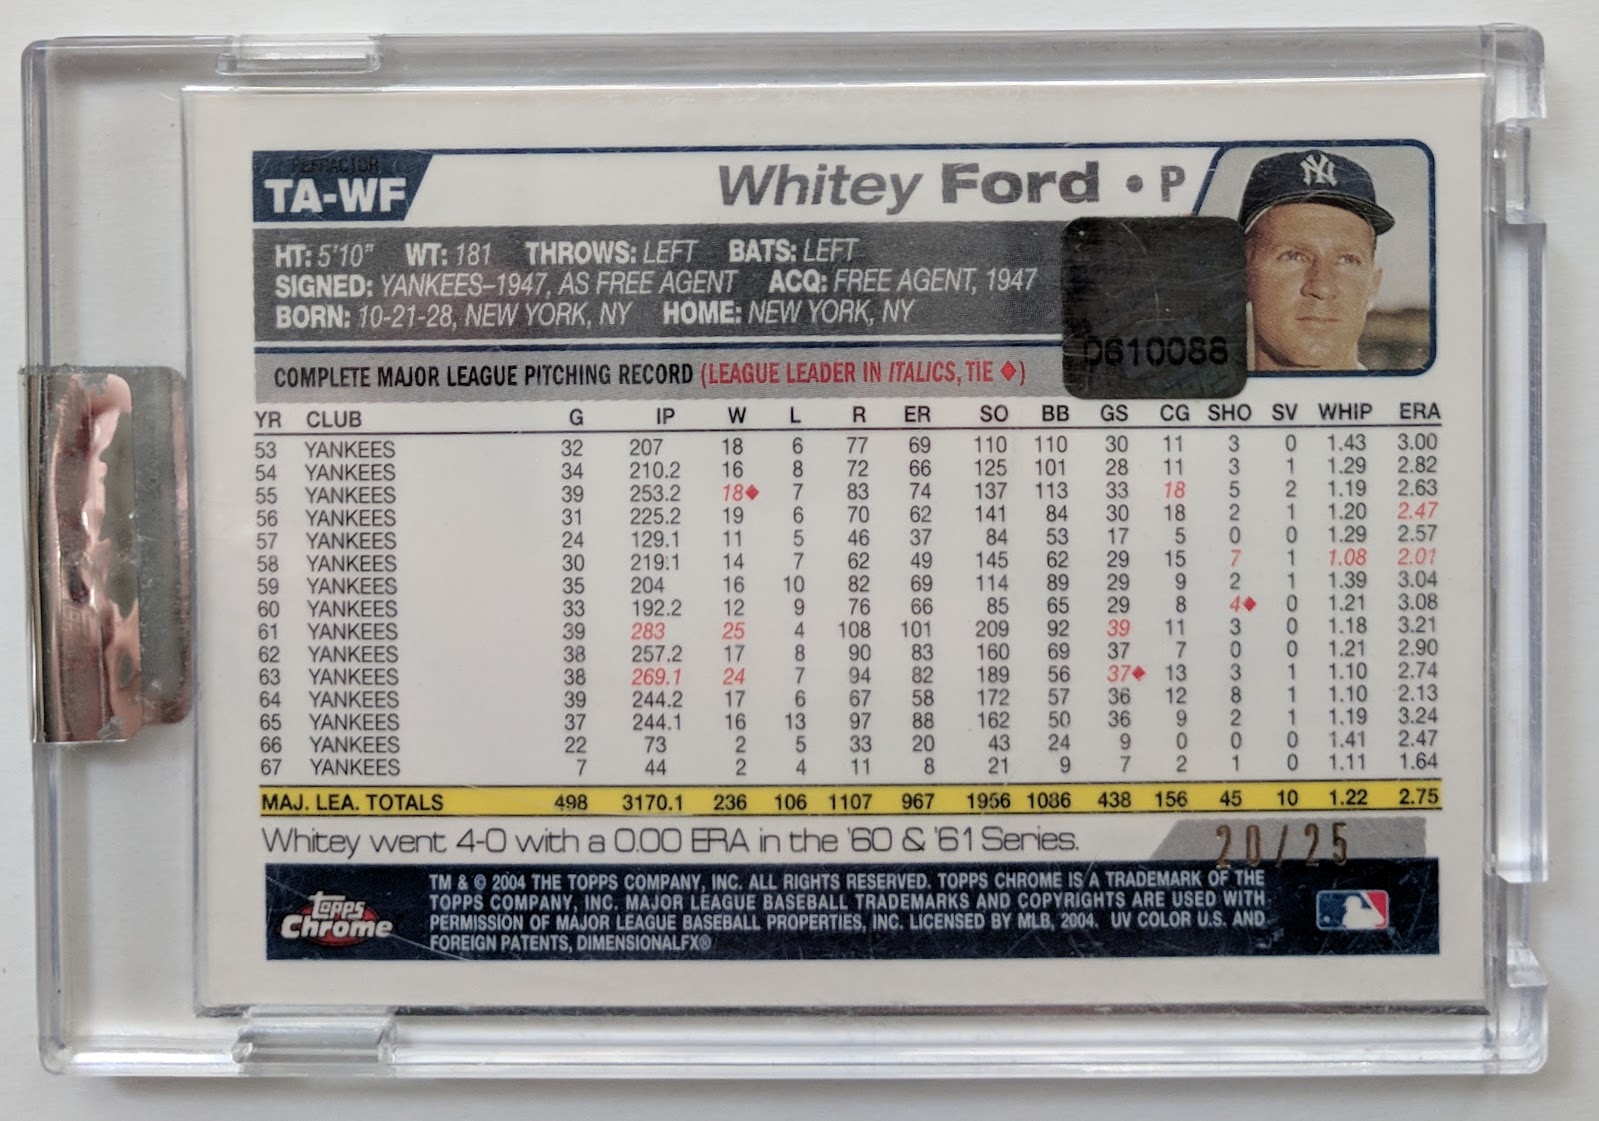 REFRACTOR
TA-WF
Whitey Ford • P
HT: 5'10" WT: 181 THROWS: LEFT BATS: LEFT
SIGNED: YANKEES–1947, AS FREE AGENT ACQ: FREE AGENT, 1947
BORN: 10-21-28, NEW YORK, NY HOME: NEW YORK, NY
0610088
COMPLETE MAJOR LEAGUE PITCHING RECORD (LEAGUE LEADER IN ITALICS, TIE ♦)
YR CLUB G IP W L R ER SO BB GS CG SHO SV WHIP ERA
53 YANKEES 32 207 18 6 77 69 110 110 30 11 3 0 1.43 3.00
54 YANKEES 34 210.2 16 8 72 66 125 101 28 11 3 1 1.29 2.82
55 YANKEES 39 253.2 18♦ 7 83 74 137 113 33 18 5 2 1.19 2.63
56 YANKEES 31 225.2 19 6 70 62 141 84 30 18 2 1 1.20 2.47
57 YANKEES 24 129.1 11 5 46 37 84 53 17 5 0 0 1.29 2.57
58 YANKEES 30 219.1 14 7 62 49 145 62 29 15 7 1 1.08 2.01
59 YANKEES 35 204 16 10 82 69 114 89 29 9 2 1 1.39 3.04
60 YANKEES 33 192.2 12 9 76 66 85 65 29 8 4♦ 0 1.21 3.08
61 YANKEES 39 283 25 4 108 101 209 92 39 11 3 0 1.18 3.21
62 YANKEES 38 257.2 17 8 90 83 160 69 37 7 0 0 1.21 2.90
63 YANKEES 38 269.1 24 7 94 82 189 56 37♦ 13 3 1 1.10 2.74
64 YANKEES 39 244.2 17 6 67 58 172 57 36 12 8 1 1.10 2.13
65 YANKEES 37 244.1 16 13 97 88 162 50 36 9 2 1 1.19 3.24
66 YANKEES 22 73 2 5 33 20 43 24 9 0 0 0 1.41 2.47
67 YANKEES 7 44 2 4 11 8 21 9 7 2 1 0 1.11 1.64
MAJ. LEA. TOTALS 498 3170.1 236 106 1107 967 1956 1086 438 156 45 10 1.22 2.75
Whitey went 4-0 with a 0.00 ERA in the '60 & '61 Series.
20/25
topps
Chrome
TM & © 2004 THE TOPPS COMPANY, INC. ALL RIGHTS RESERVED. TOPPS CHROME IS A TRADEMARK OF THE
TOPPS COMPANY, INC. MAJOR LEAGUE BASEBALL TRADEMARKS AND COPYRIGHTS ARE USED WITH
PERMISSION OF MAJOR LEAGUE BASEBALL PROPERTIES, INC. LICENSED BY MLB, 2004. UV COLOR U.S. AND
FOREIGN PATENTS, DIMENSIONALFX®